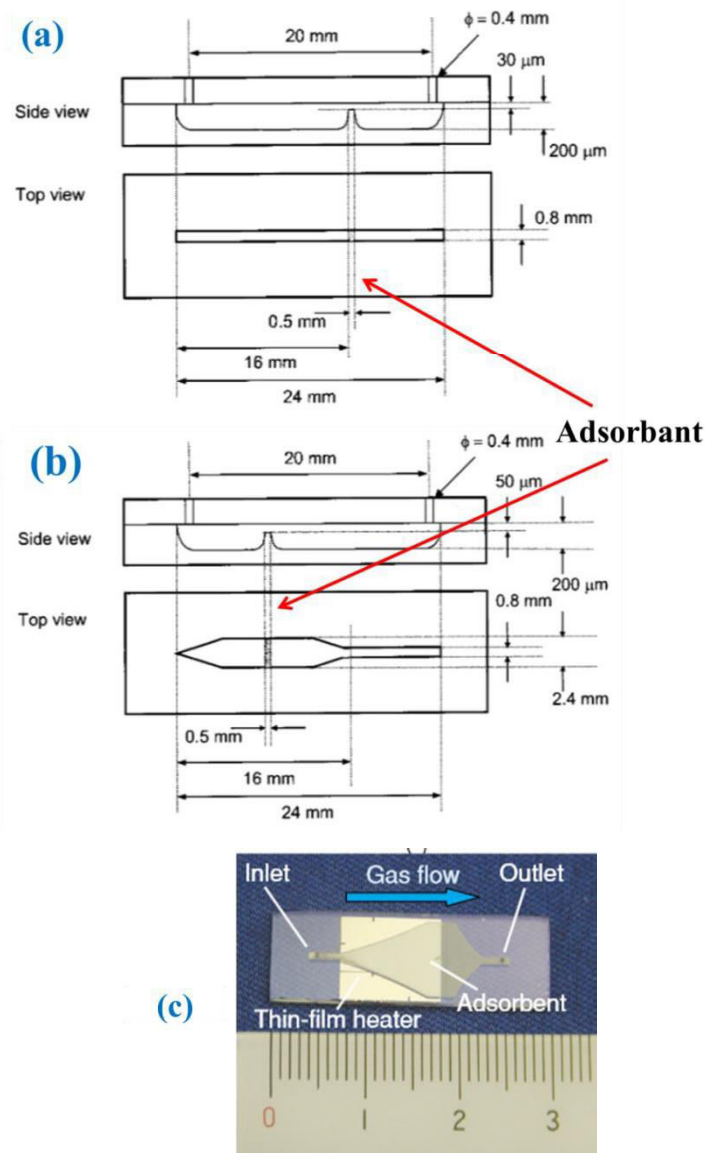 (a)
ϕ = 0.4 mm
20 mm
30 μm
Side view
200 μm
Top view
0.8 mm
0.5 mm
16 mm
24 mm
Adsorbant
(b)
ϕ = 0.4 mm
20 mm
50 μm
Side view
200 μm
Top view
0.8 mm
2.4 mm
0.5 mm
16 mm
24 mm
Inlet
Gas flow
Outlet
(c)
Adsorbent
Thin-film heater
0 1 2 3